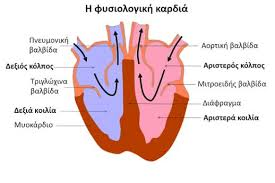 Η φυσιολογική καρδιά
Πνευμονική
βαλβίδα
Δεξιός κόλπος
Τριγλώχινα
βαλβίδα
Δεξιά κοιλία
Μυοκάρδιο
Αορτική βαλβίδα
Αριστερός κόλπος
Μιτροειδής βαλβίδα
Διάφραγμα
Αριστερά κοιλία